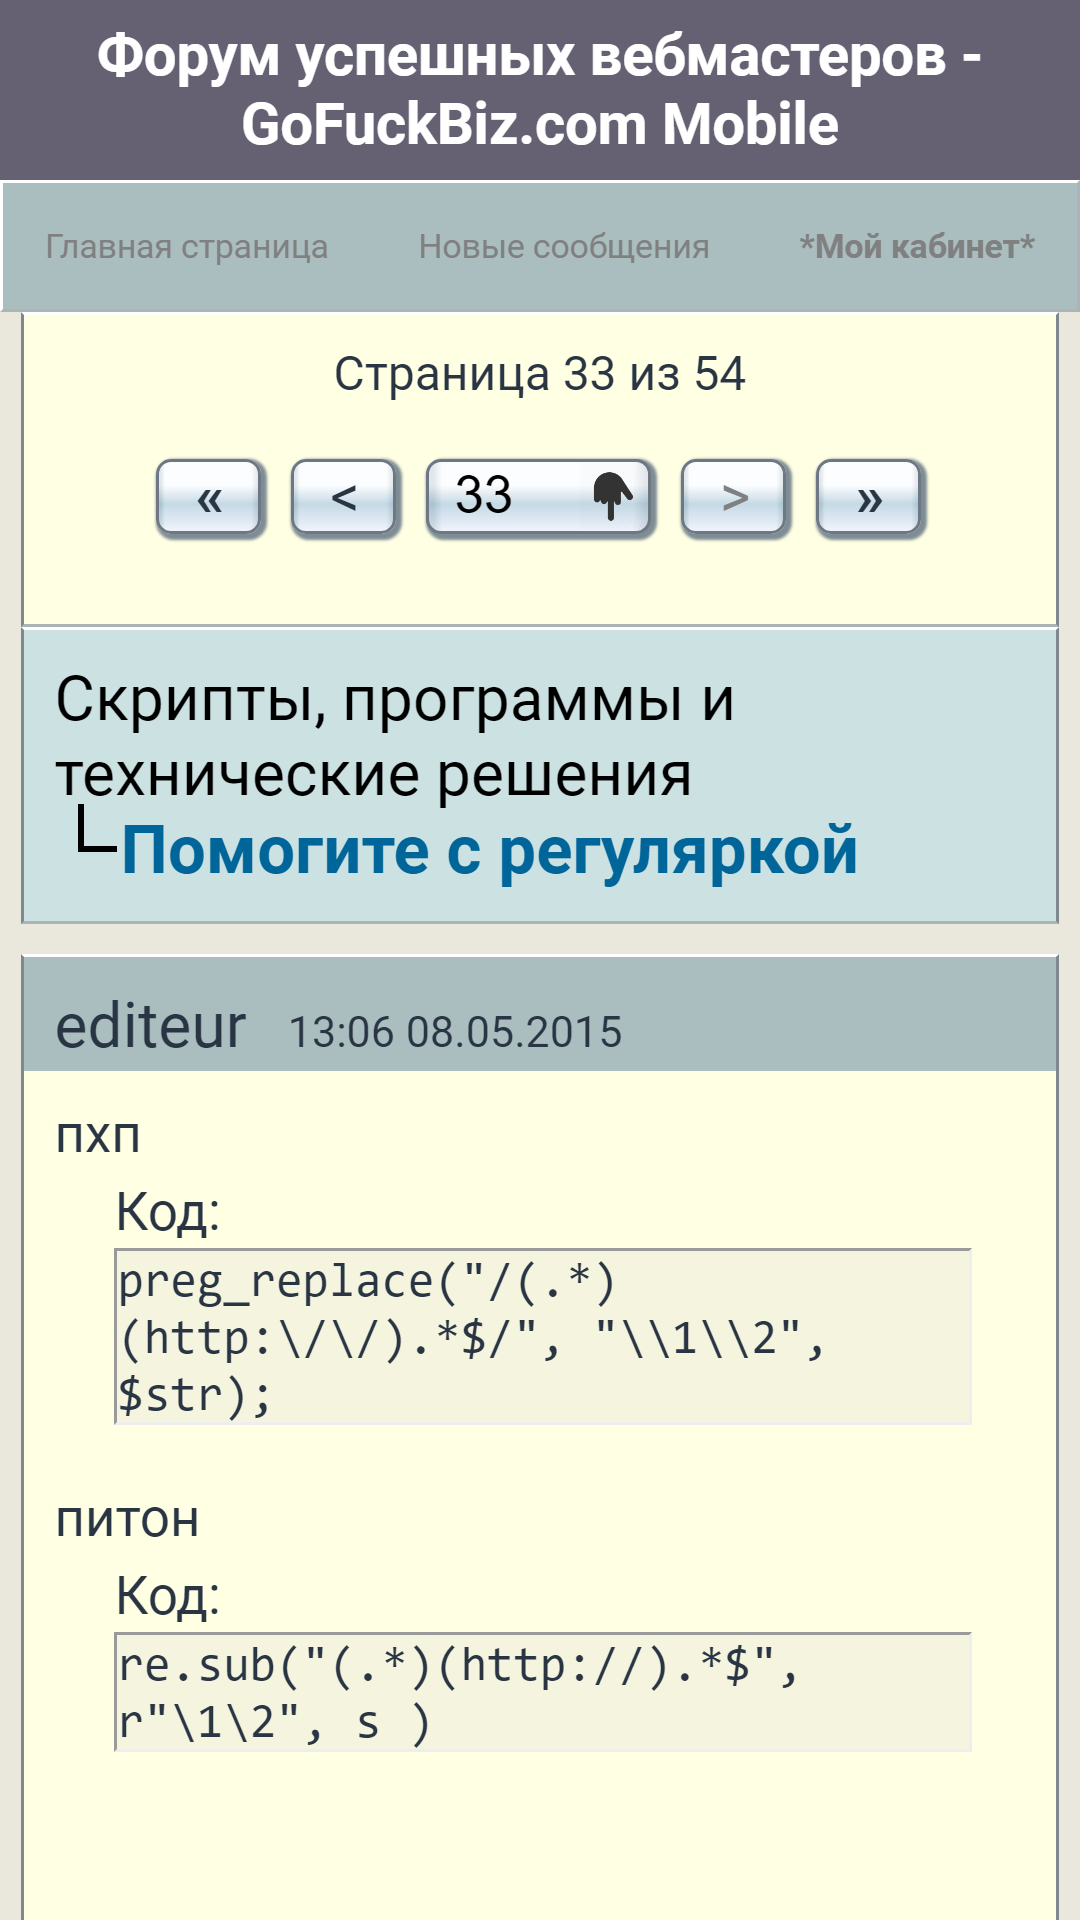 Форум успешных вебмастеров -
GoFuckBiz.com Mobile
Главная страница Новые сообщения *Мой кабинет*
Страница 33 из 54
« < 33 > »
Скрипты, программы и
технические решения
Помогите с регуляркой
editeur 13:06 08.05.2015
пхп
Код:
preg_replace("/(.*)
(http:\/\/).*$/", "\\1\\2",
$str);
питон
Код:
re.sub("(.*)(http://).*$",
r"\1\2", s )